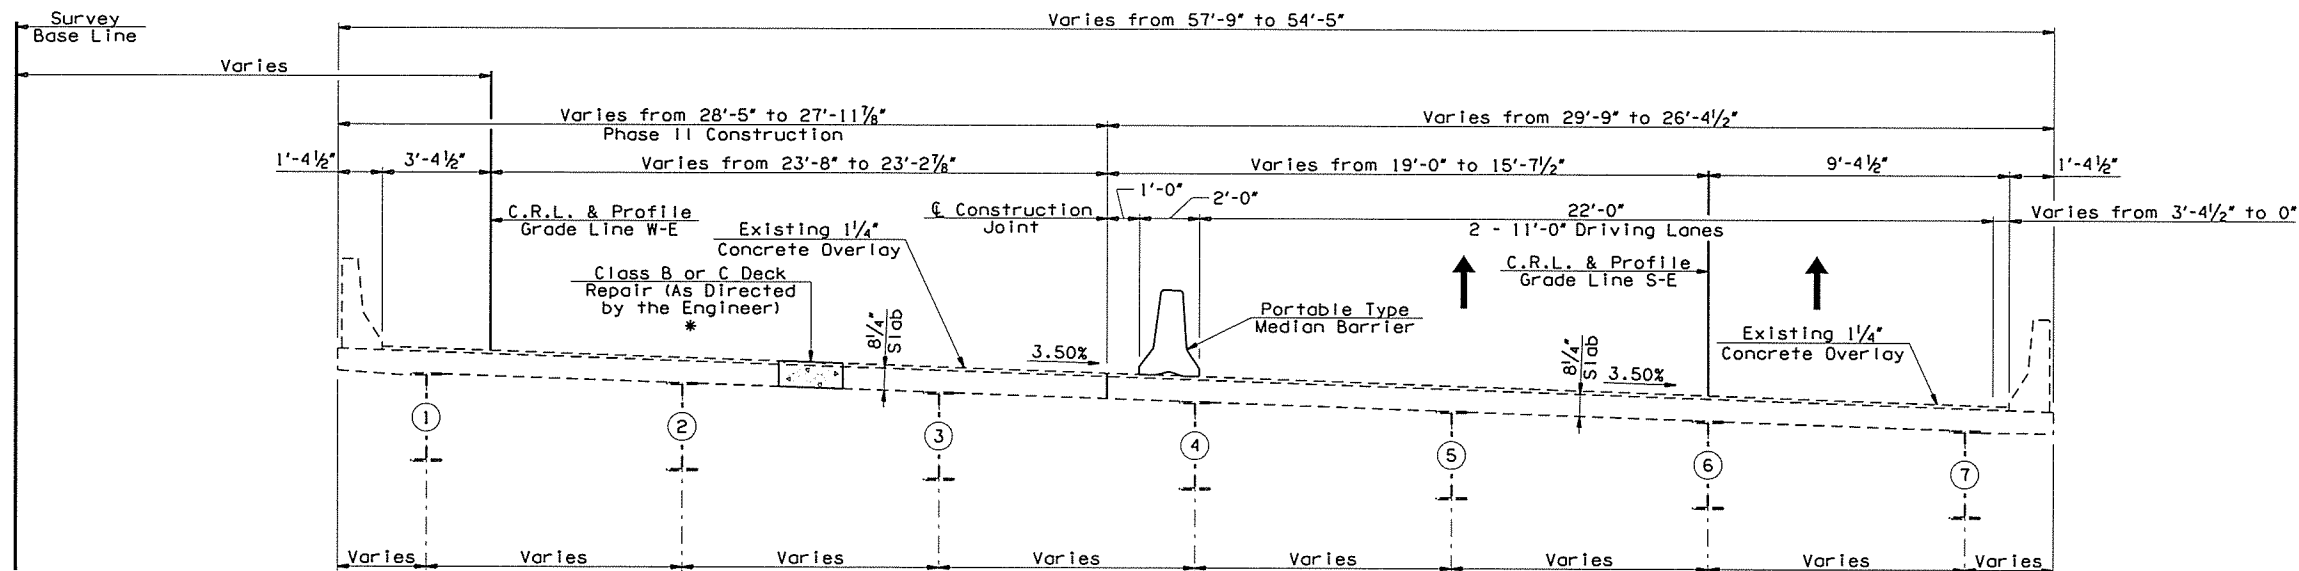 Survey
Base Line
Varies from 57'-9" to 54'-5"
Varies
Varies from 28'-5" to 27'-11⅞"
Phase II Construction
Varies from 29'-9" to 26'-4½"
1'-4½"
3'-4½"
Varies from 23'-8" to 23'-2⅞"
Varies from 19'-0" to 15'-7½"
9'-4½"
1'-4½"
1'-0"
2'-0"
C.R.L. & Profile
Grade Line W-E
℄ Construction
Joint
22'-0"
2 - 11'-0" Driving Lanes
Varies from 3'-4½" to 0"
Existing 1¼"
Concrete Overlay
Class B or C Deck
Repair (As Directed
by the Engineer)
*
C.R.L. & Profile
Grade Line S-E
Portable Type
Median Barrier
Existing 1¼"
Concrete Overlay
8¼"
Slab
3.50%
8¼"
Slab
3.50%
1
2
3
4
5
6
7
Varies
Varies
Varies
Varies
Varies
Varies
Varies
Varies